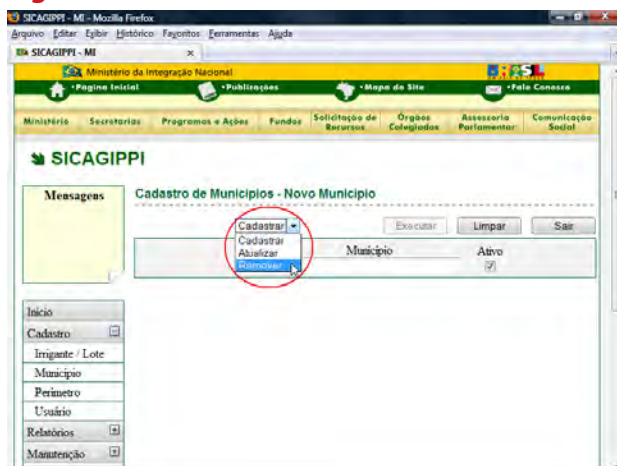 SICAGIPPI - MI - Mozilla Firefox
Arquivo Editar Exibir Histórico Favoritos Ferramentas Ajuda
SICAGIPPI - MI x
Ministério da Integração Nacional BRASIL
•Página Inicial •Publicações •Mapa do Site •Fale Conosco
Ministério Secretarias Programas e Ações Fundos Solicitação de Recursos Órgãos Colegiados Assessoria Parlamentar Comunicação Social
SICAGIPPI
Mensagens
Cadastro de Municípios - Novo Município
Cadastrar Executar Limpar Sair
Cadastrar
Atualizar
Remover
Município Ativo
Início
Cadastro
Irrigante / Lote
Município
Perímetro
Usuário
Relatórios
Manutenção